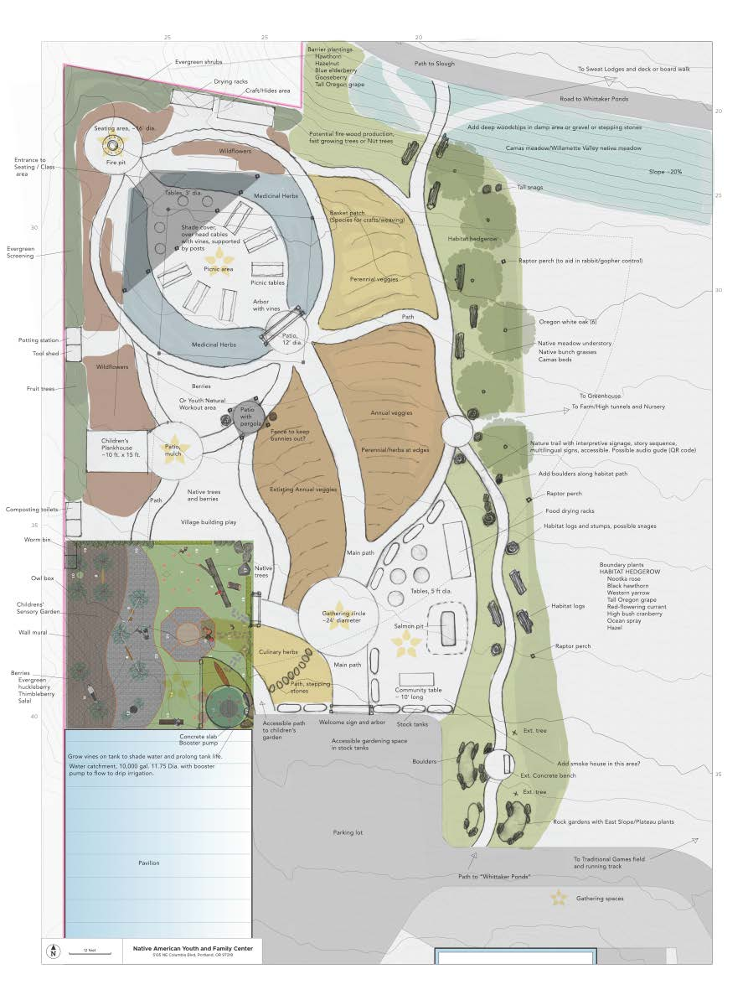 25
25
20
Evergreen shrubs
Drying racks
Craft/Hides area
Barrier plantings
Hawthorn
Hazelnut
Blue elderberry
Gooseberry
Tall Oregon grape
Path to Slough
To Sweat Lodges and deck or board walk
Road to Whittaker Ponds
20
Seating area, ~16' dia.
Fire pit
Wildflowers
Potential fire wood production,
fast growing trees or Nut trees
Add deep woodchips in damp area or gravel or stepping stones
Camas meadow/Willamette Valley native meadow
Slope ~20%
Entrance to
Seating / Class
area
Tables, 3' dia.
Medicinal Herbs
Tall snags
25
Basket patch
(Species for crafts/weaving)
30
Shade cover,
over head cables
with vines, supported
by posts
Habitat hedgerow
Evergreen
Screening
Picnic area
Picnic tables
Raptor perch (to aid in rabbit/gopher control)
Perennial veggies
30
Arbor
with vines
Path
Oregon white oak (6)
Patio,
12' dia.
Potting station
Tool shed
Medicinal Herbs
Native meadow understory
Native bunch grasses
Camas beds
Wildflowers
Fruit trees
Berries
Or Youth Natural
Workout area
To Greenhouse
To Farm/High tunnels and Nursery
Patio
with
pergola
Annual veggies
Fence to keep
bunnies out?
Children's
Plankhouse
~10 ft. x 15 ft.
Patio,
mulch
Perennial/herbs at edges
Nature trail with interpretive signage, story sequence,
multilingual signs, accessible. Possible audio gude (QR code)
Add boulders along habitat path
Native trees
and berries
Extisting Annual veggies
Raptor perch
Path
Composting toilets
Food drying racks
Village building play
35
Habitat logs and stumps, possible snages
Worm bin
Main path
Native
trees
Owl box
Tables, 5 ft dia.
Boundary plants
HABITAT HEDGEROW
Nootka rose
Black hawthorn
Western yarrow
Tall Oregon grape
Red-flowering currant
High bush cranberry
Ocean spray
Hazel
Childrens'
Sensory Garden
Gathering circle
~24' diameter
Habitat logs
Wall mural
Salmon pit
Culinary herbs
Raptor perch
Main path
Berries
Evergreen
huckleberry
Thimbleberry
Salal
Path, stepping
stones
Community table
~ 10' long
40
Accessible path
to children's
garden
Welcome sign and arbor
Stock tanks
Ext. tree
Concrete slab
Booster pump
Accessible gardening space
in stock tanks
Grow vines on tank to shade water and prolong tank life.
Water catchment, 10,000 gal. 11.75 Dia. with booster
pump to flow to drip irrigation.
Boulders
Add smoke house in this area?
Ext. Concrete bench
35
Ext. tree
Rock gardens with East Slope/Plateau plants
Parking lot
Pavilion
To Traditional Games field
and running track
Path to "Whittaker Ponds"
Gathering spaces
N
12 feet
Native American Youth and Family Center
5135 NE Columbia Blvd, Portland, OR 97218